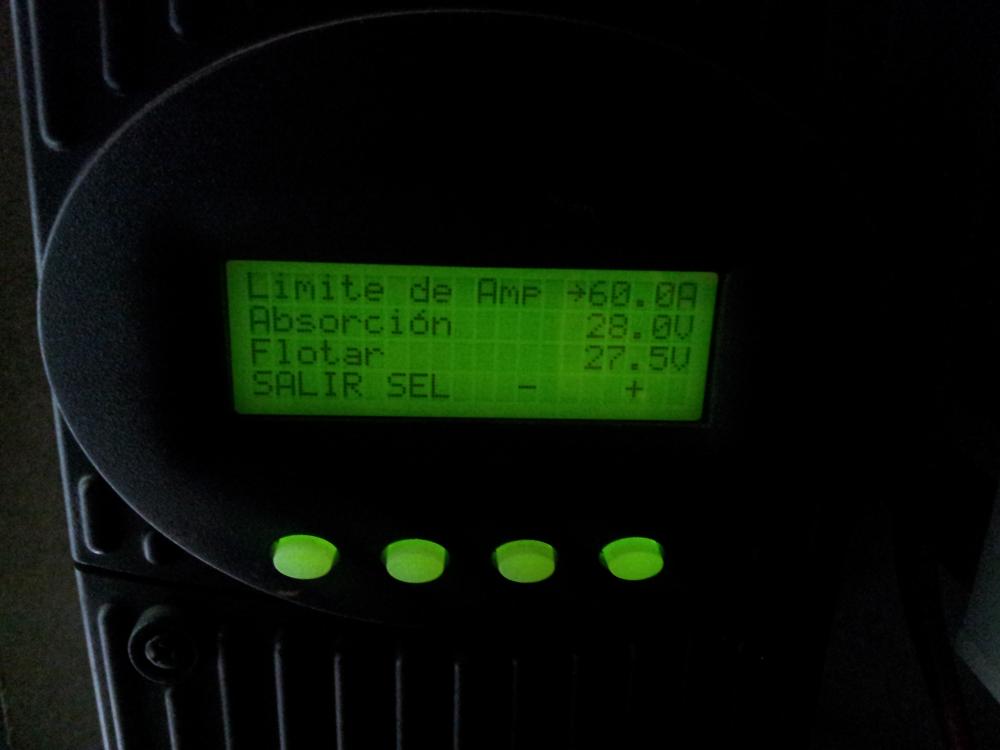 Limite de Amp →60.0A
Absorción 28.0V
Flotar 27.5V
SALIR SEL - +